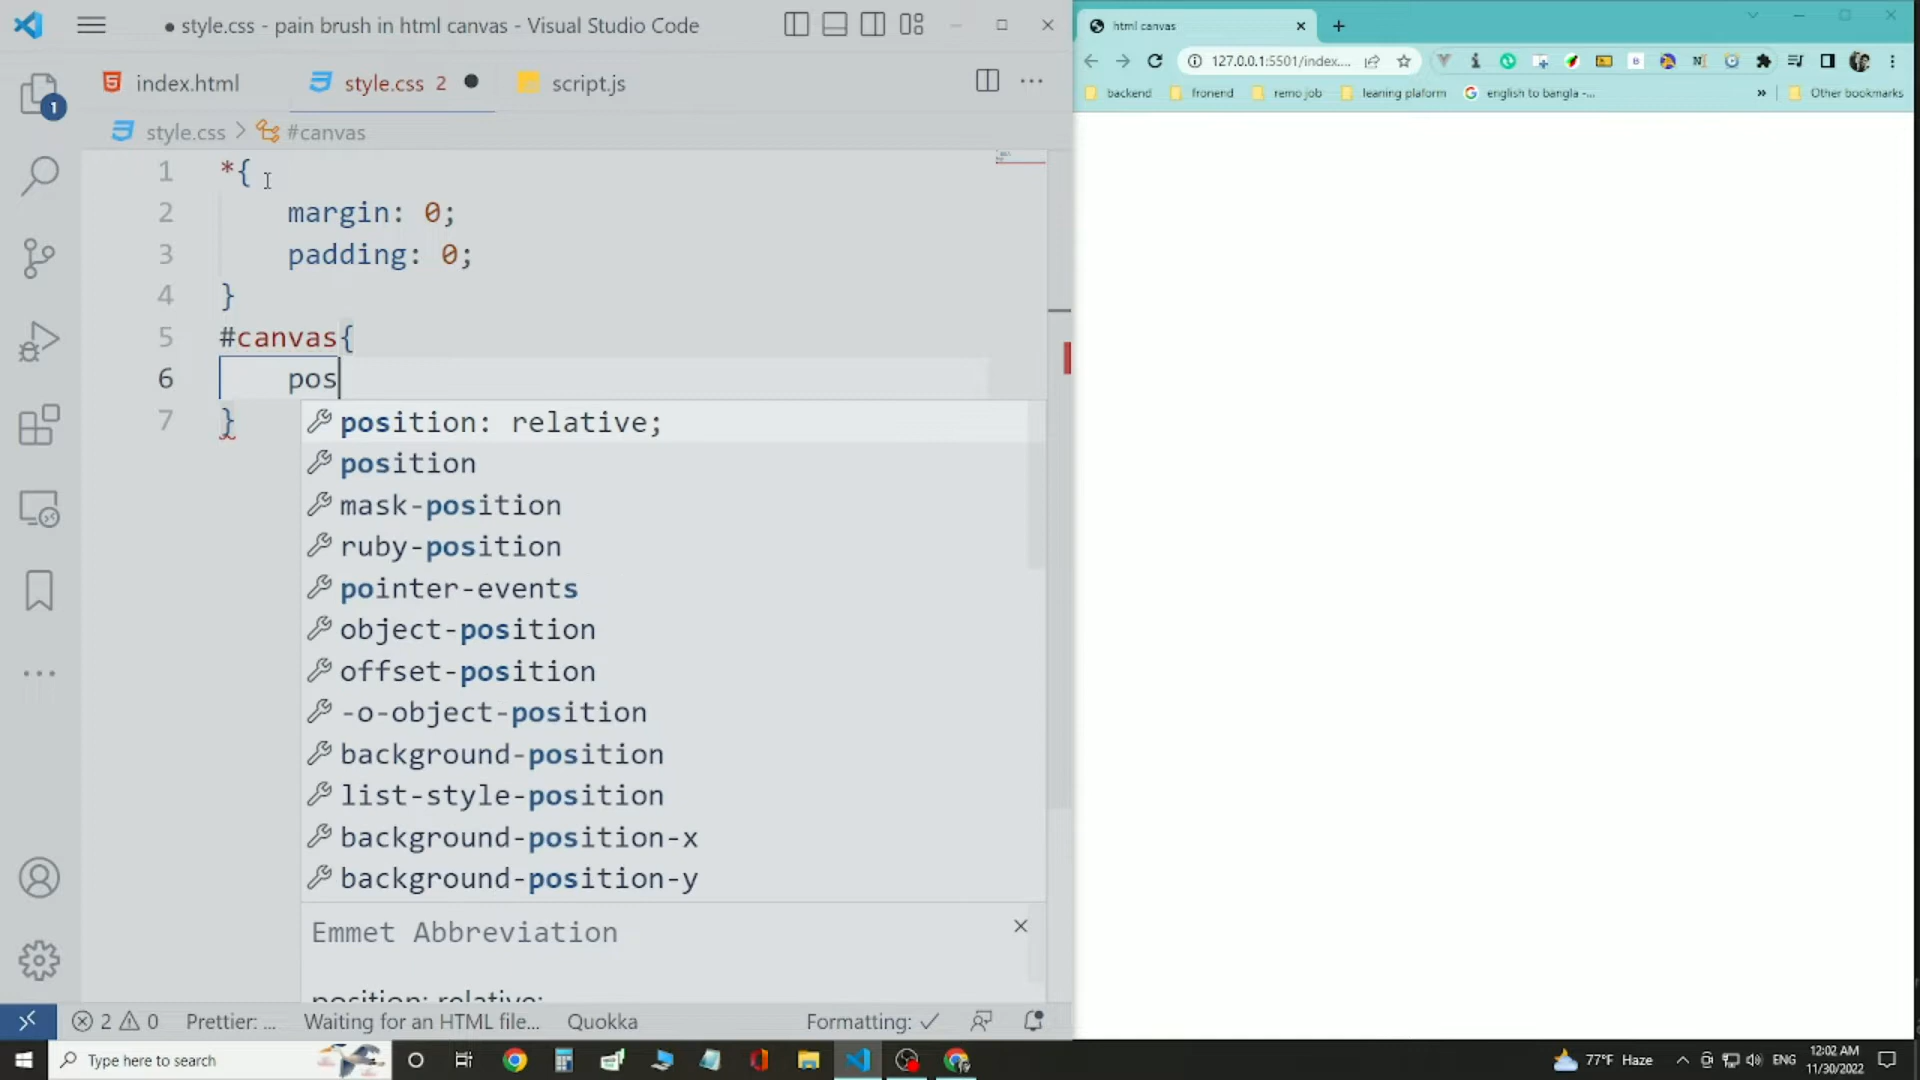 ● style.css - pain brush in html canvas - Visual Studio Code
index.html
style.css 2 ●
script.js
style.css > #canvas
1 *{
2 margin: 0;
3 padding: 0;
4 }
5 #canvas{
6 pos
7 }
position: relative;
position
mask-position
ruby-position
pointer-events
object-position
offset-position
-o-object-position
background-position
list-style-position
background-position-x
background-position-y
Emmet Abbreviation
position: relative;
1
2 0 Prettier: ... Waiting for an HTML file... Quokka Formatting: ✓
html canvas
127.0.0.1:5501/index....
backend fronend remo job leaning plaform english to bangla -... » Other bookmarks
Type here to search
77°F Haze ENG
12:02 AM
11/30/2022